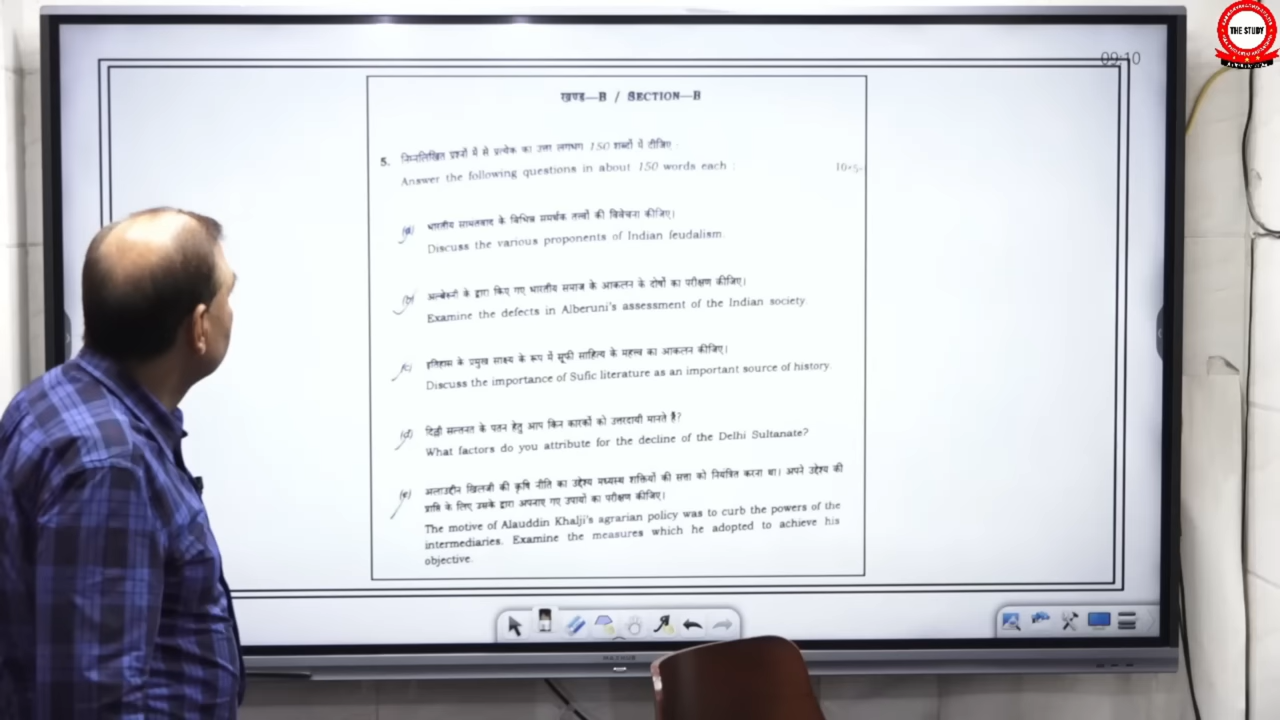 THE STUDY
09:10
खण्ड—B / SECTION—B
5. निम्नलिखित प्रश्नों में से प्रत्येक का उत्तर लगभग 150 शब्दों में दीजिए :
Answer the following questions in about 150 words each :
(a) भारतीय सामंतवाद के विभिन्न समर्थक तत्वों की विवेचना कीजिए।
Discuss the various proponents of Indian feudalism.
(b) अल्बेरूनी के द्वारा किए गए भारतीय समाज के आकलन के दोषों का परीक्षण कीजिए।
Examine the defects in Alberuni's assessment of the Indian society.
(c) इतिहास के प्रमुख साक्ष्य के रूप में सूफी साहित्य के महत्त्व का आकलन कीजिए।
Discuss the importance of Sufic literature as an important source of history.
(d) दिल्ली सल्तनत के पतन हेतु आप किन कारकों को उत्तरदायी मानते हैं?
What factors do you attribute for the decline of the Delhi Sultanate?
(e) अलाउद्दीन खिलजी की कृषि नीति का उद्देश्य मध्यस्थ शक्तियों की सत्ता को नियंत्रित करना था। अपने उद्देश्य की
प्राप्ति के लिए उसके द्वारा अपनाए गए उपायों का परीक्षण कीजिए।
The motive of Alauddin Khalji's agrarian policy was to curb the powers of the
intermediaries. Examine the measures which he adopted to achieve his
objective.